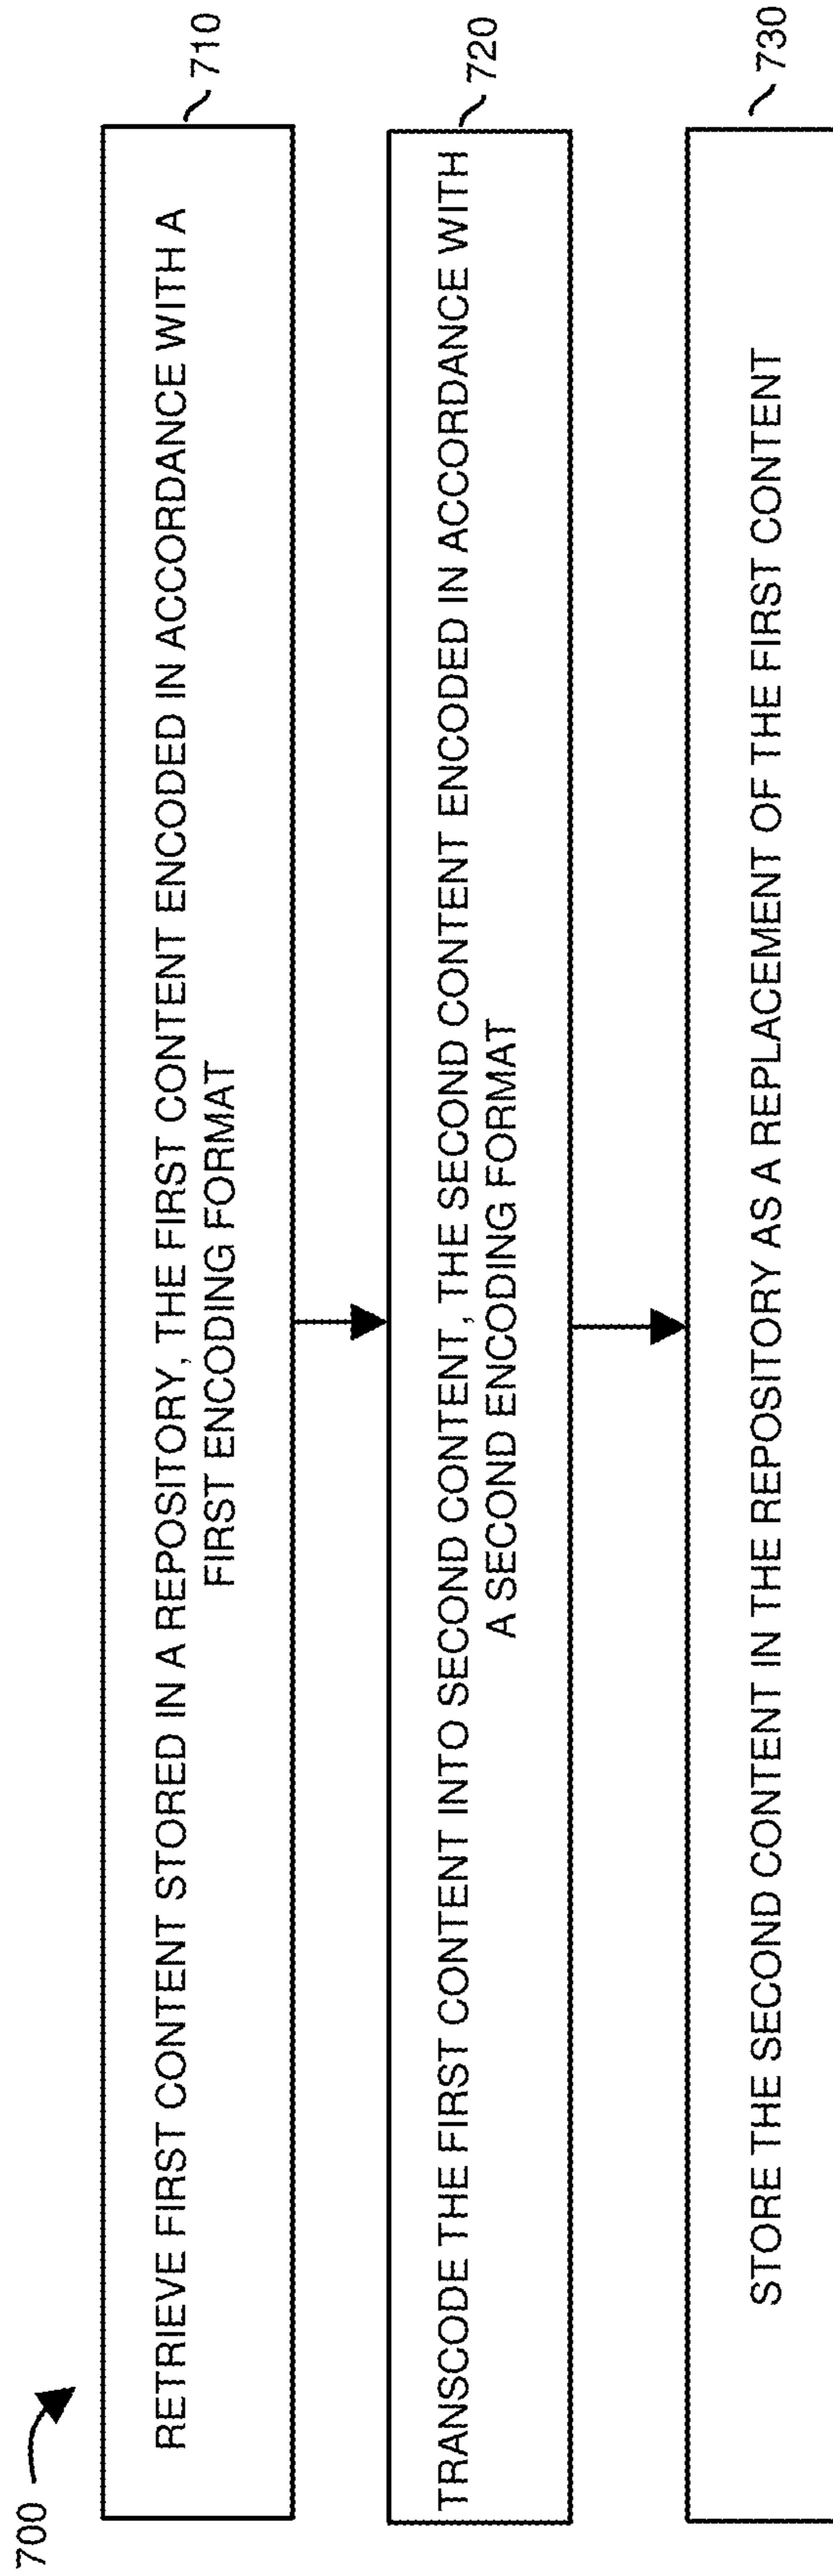 700
RETRIEVE FIRST CONTENT STORED IN A REPOSITORY, THE FIRST CONTENT ENCODED IN ACCORDANCE WITH A
FIRST ENCODING FORMAT
710
TRANSCODE THE FIRST CONTENT INTO SECOND CONTENT, THE SECOND CONTENT ENCODED IN ACCORDANCE WITH
A SECOND ENCODING FORMAT
720
STORE THE SECOND CONTENT IN THE REPOSITORY AS A REPLACEMENT OF THE FIRST CONTENT
730